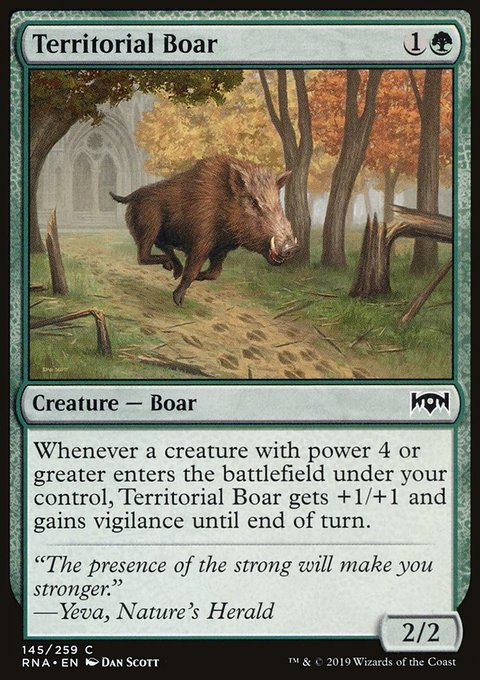 Territorial Boar 1
DAN SCOTT
Creature — Boar
Whenever a creature with power 4 or
greater enters the battlefield under your
control, Territorial Boar gets +1/+1 and
gains vigilance until end of turn.
“The presence of the strong will make you
stronger.”
—Yeva, Nature’s Herald
2/2
145/259 C
RNA • EN DAN SCOTT
™ & © 2019 Wizards of the Coast